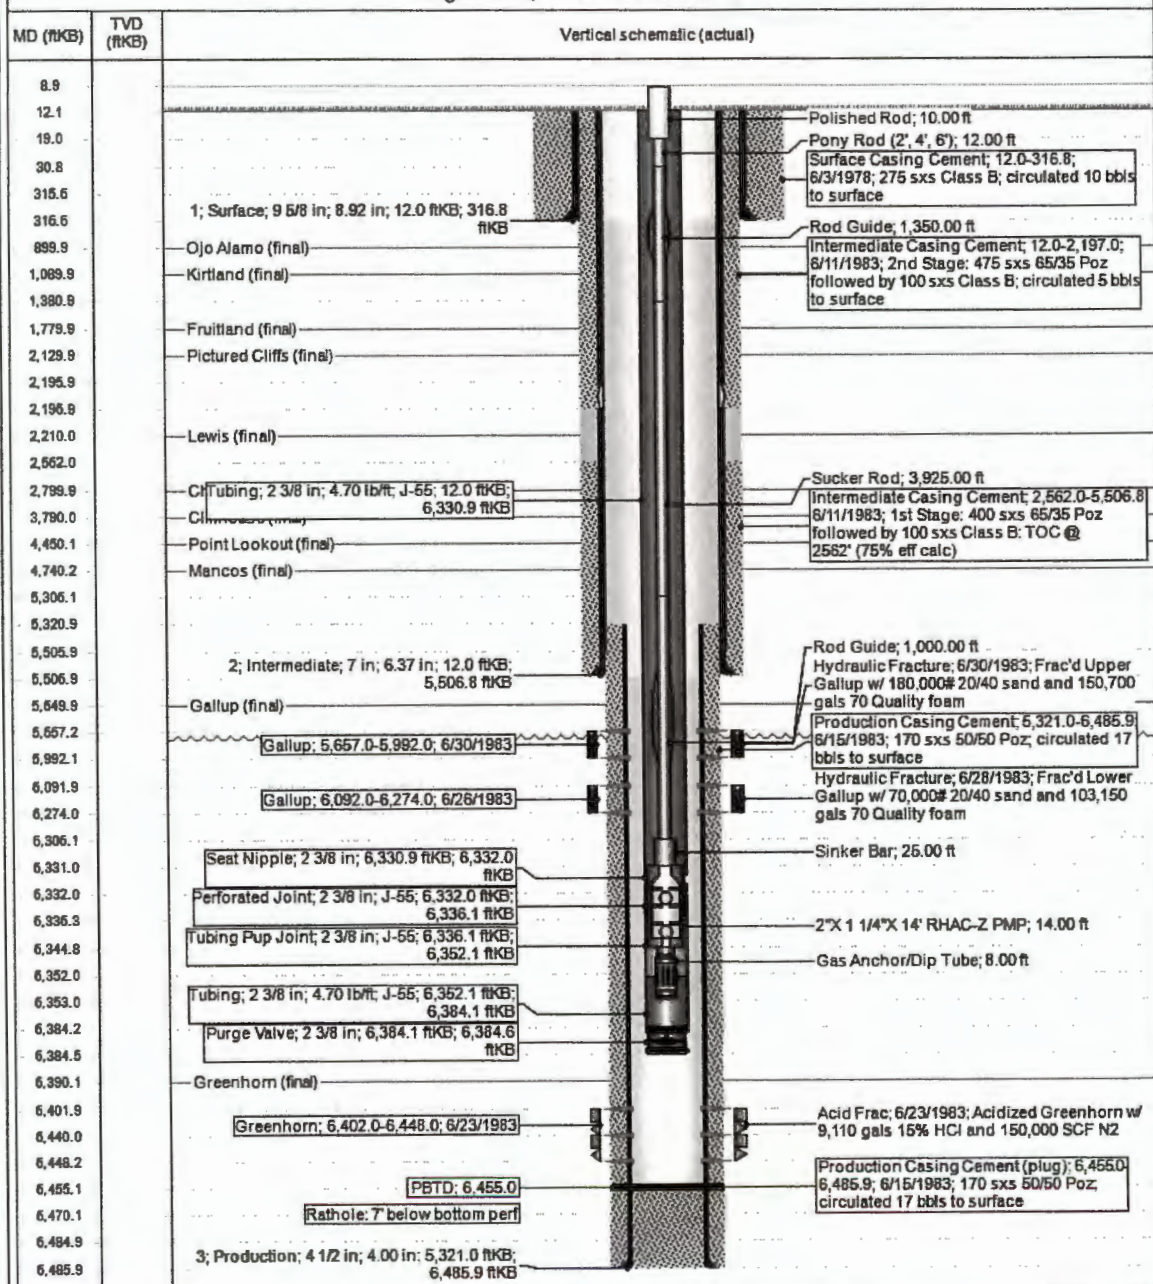 MD (ftKB)
TVD
(ftKB)
Vertical schematic (actual)
8.9
12.1
19.0
30.8
315.6
316.6
899.9
1,089.9
1,380.9
1,779.9
2,129.9
2,195.9
2,196.9
2,210.0
2,562.0
2,799.9
3,790.0
4,450.1
4,740.2
5,306.1
5,320.9
5,505.9
5,506.9
5,549.9
5,657.2
5,992.1
6,091.9
6,274.0
6,306.1
6,331.0
6,332.0
6,336.3
6,344.8
6,352.0
6,353.0
6,384.2
6,384.5
6,390.1
6,401.9
6,440.0
6,448.2
6,455.1
6,470.1
6,484.9
6,485.9
1; Surface; 9 5/8 in; 8.92 in; 12.0 ftKB; 316.8
ftKB
Ojo Alamo (final)
Kirtland (final)
Fruitland (final)
Pictured Cliffs (final)
Lewis (final)
Tubing; 2 3/8 in; 4.70 lb/ft; J-55; 12.0 ftKB;
6,330.9 ftKB
Point Lookout (final)
Mancos (final)
2; Intermediate; 7 in; 6.37 in; 12.0 ftKB;
5,506.8 ftKB
Gallup (final)
Gallup; 5,657.0-5,992.0; 6/30/1983
Gallup; 6,092.0-6,274.0; 6/26/1983
Seat Nipple; 2 3/8 in; 6,330.9 ftKB; 6,332.0
ftKB
Perforated Joint; 2 3/8 in; J-55; 6,332.0 ftKB;
6,336.1 ftKB
Tubing Pup Joint; 2 3/8 in; J-55; 6,336.1 ftKB;
6,352.1 ftKB
Tubing; 2 3/8 in; 4.70 lb/ft; J-55; 6,352.1 ftKB;
6,384.1 ftKB
Purge Valve; 2 3/8 in; 6,384.1 ftKB; 6,384.6
ftKB
Greenhorn (final)
Greenhorn; 6,402.0-6,448.0; 6/23/1983
PBTD; 6,455.0
Rathole: 7' below bottom perf
3; Production; 4 1/2 in; 4.00 in; 5,321.0 ftKB;
6,485.9 ftKB
Polished Rod; 10.00 ft
Pony Rod (2', 4', 6'); 12.00 ft
Surface Casing Cement; 12.0-316.8;
6/3/1978; 275 sxs Class B; circulated 10 bbls
to surface
Rod Guide; 1,350.00 ft
Intermediate Casing Cement; 12.0-2,197.0;
6/11/1983; 2nd Stage: 475 sxs 65/35 Poz
followed by 100 sxs Class B; circulated 5 bbls
to surface
Sucker Rod; 3,925.00 ft
Intermediate Casing Cement; 2,562.0-5,506.8
6/11/1983; 1st Stage: 400 sxs 65/35 Poz
followed by 100 sxs Class B: TOC @
2562' (75% eff calc)
Rod Guide; 1,000.00 ft
Hydraulic Fracture; 6/30/1983; Frac'd Upper
Gallup w/ 180,000# 20/40 sand and 150,700
gals 70 Quality foam
Production Casing Cement; 5,321.0-6,485.9;
6/15/1983; 170 sxs 50/50 Poz; circulated 17
bbls to surface
Hydraulic Fracture; 6/28/1983; Frac'd Lower
Gallup w/ 70,000# 20/40 sand and 103,150
gals 70 Quality foam
Sinker Bar; 25.00 ft
2"X 1 1/4"X 14' RHAC-Z PMP; 14.00 ft
Gas Anchor/Dip Tube; 8.00 ft
Acid Frac; 6/23/1983; Acidized Greenhorn w/
9,110 gals 15% HCl and 150,000 SCF N2
Production Casing Cement (plug); 6,455.0-
6,485.9; 6/15/1983; 170 sxs 50/50 Poz;
circulated 17 bbls to surface